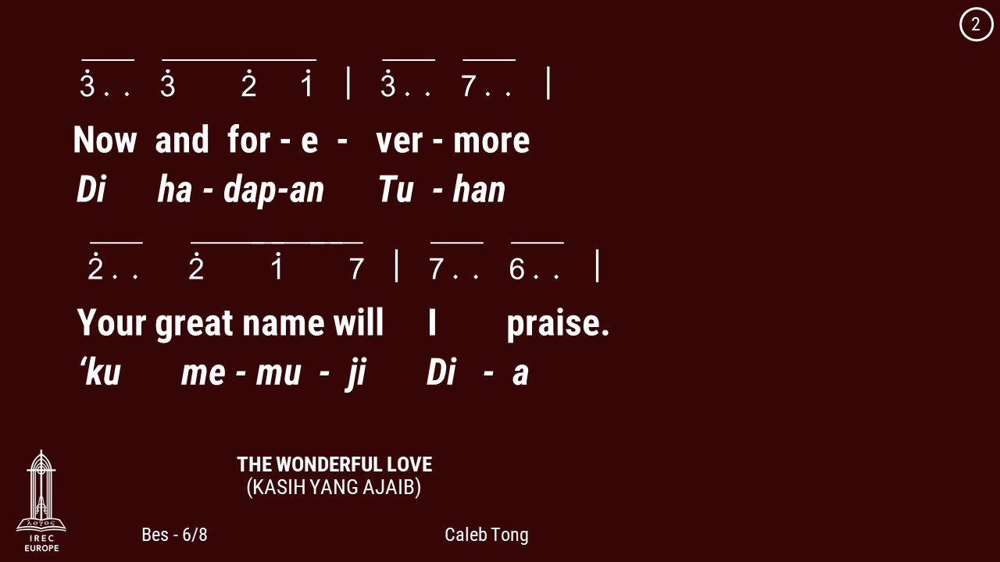 2
3̇ . . 3̇ 2̇ 1̇ | 3̇ . . 7 . . |
Now and for - e - ver - more
Di ha - dap-an Tu - han
2̇ . . 2̇ 1̇ 7 | 7 . . 6 . . |
Your great name will I praise.
‘ku me - mu - ji Di - a
THE WONDERFUL LOVE
(KASIH YANG AJAIB)
λόγος
IREC
EUROPE
Bes - 6/8
Caleb Tong